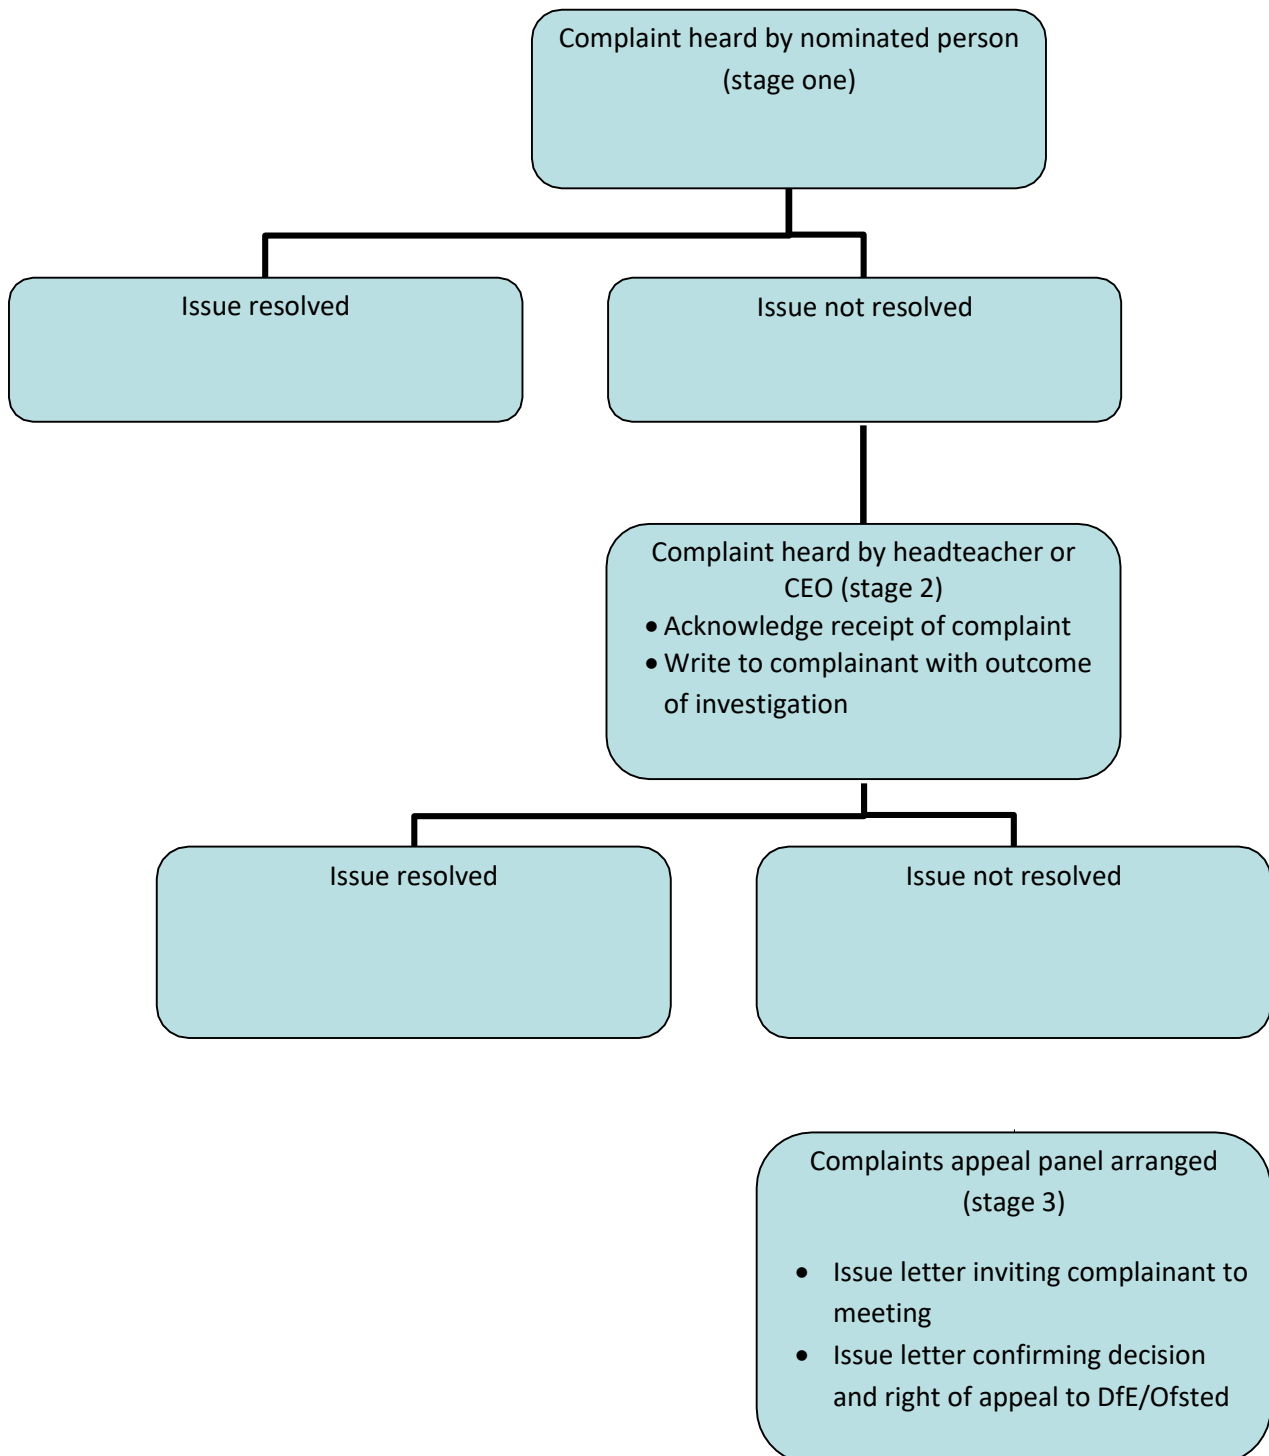 Complaint heard by nominated person
(stage one)
Issue resolved
Issue not resolved
Complaint heard by headteacher or
CEO (stage 2)
• Acknowledge receipt of complaint
• Write to complainant with outcome
of investigation
Issue resolved
Issue not resolved
Complaints appeal panel arranged
(stage 3)
• Issue letter inviting complainant to
meeting
• Issue letter confirming decision
and right of appeal to DfE/Ofsted